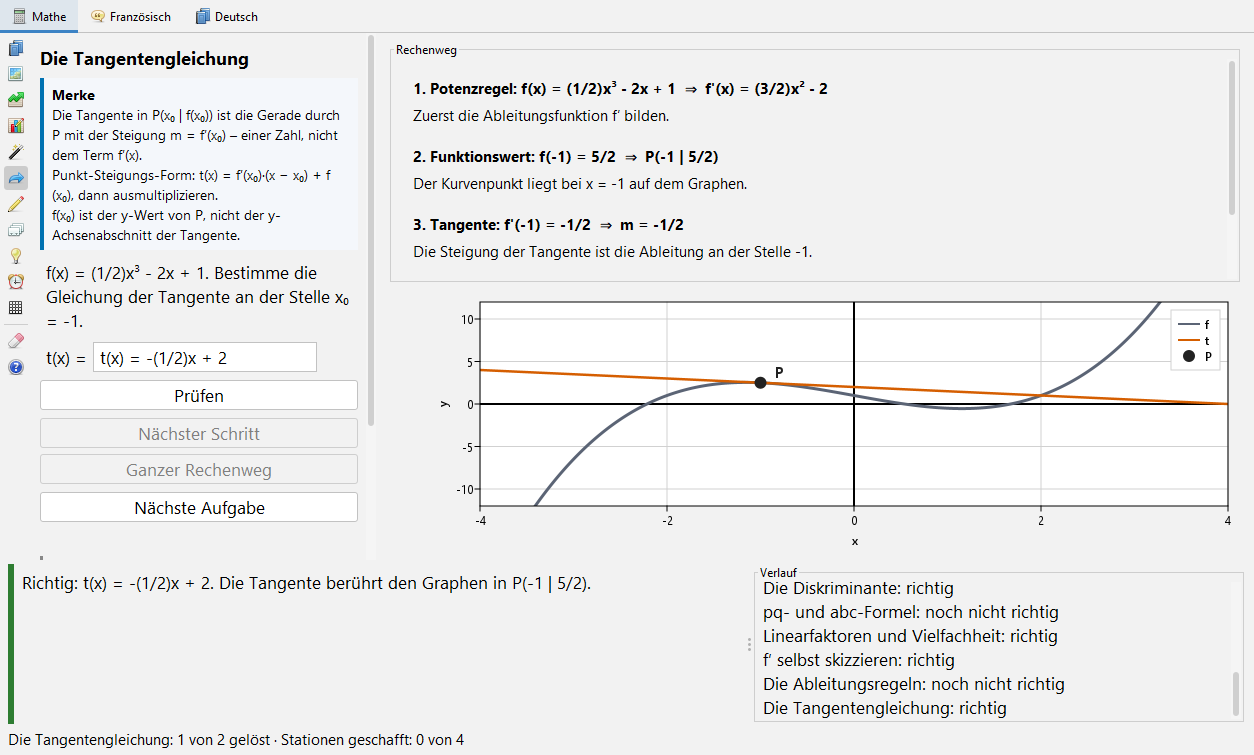 Mathe Französisch Deutsch
Die Tangentengleichung
Merke
Die Tangente in P(x₀ | f(x₀)) ist die Gerade durch
P mit der Steigung m = f′(x₀) – einer Zahl, nicht
dem Term f′(x).
Punkt-Steigungs-Form: t(x) = f′(x₀)·(x − x₀) + f
(x₀), dann ausmultiplizieren.
f(x₀) ist der y-Wert von P, nicht der y-
Achsenabschnitt der Tangente.
f(x) = (1/2)x³ - 2x + 1. Bestimme die
Gleichung der Tangente an der Stelle x₀
= -1.
t(x) = t(x) = -(1/2)x + 2
Prüfen
Nächster Schritt
Ganzer Rechenweg
Nächste Aufgabe
Rechenweg
1. Potenzregel: f(x) = (1/2)x³ - 2x + 1 ⇒ f'(x) = (3/2)x² - 2
Zuerst die Ableitungsfunktion f′ bilden.
2. Funktionswert: f(-1) = 5/2 ⇒ P(-1 | 5/2)
Der Kurvenpunkt liegt bei x = -1 auf dem Graphen.
3. Tangente: f'(-1) = -1/2 ⇒ m = -1/2
Die Steigung der Tangente ist die Ableitung an der Stelle -1.
10
5
0
-5
-10
y
P
f
t
P
-4 -2 0 2 4
x
Richtig: t(x) = -(1/2)x + 2. Die Tangente berührt den Graphen in P(-1 | 5/2).
Verlauf
Die Diskriminante: richtig
pq- und abc-Formel: noch nicht richtig
Linearfaktoren und Vielfachheit: richtig
f′ selbst skizzieren: richtig
Die Ableitungsregeln: noch nicht richtig
Die Tangentengleichung: richtig
Die Tangentengleichung: 1 von 2 gelöst · Stationen geschafft: 0 von 4